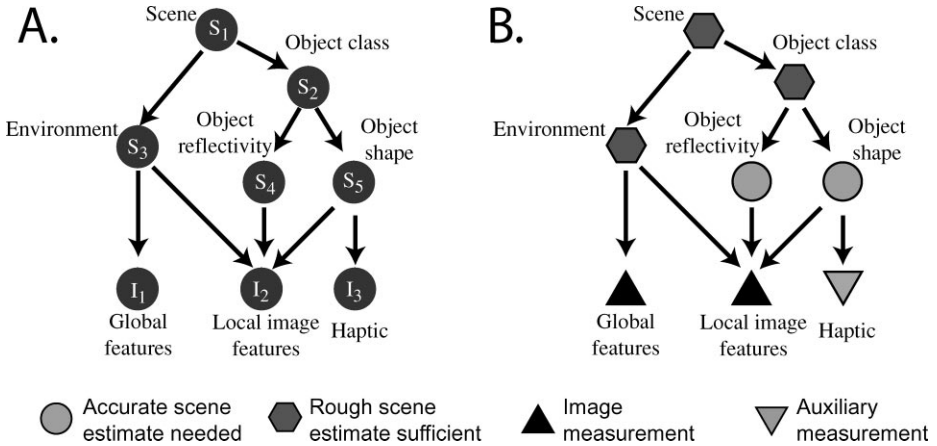 A.
Scene
S1
Object class
S2
Environment
S3
Object
reflectivity
S4
Object
shape
S5
I1
I2
I3
Global
features
Local image
features
Haptic
B.
Scene
Object class
Environment
Object
reflectivity
Object
shape
Global
features
Local image
features
Haptic
Accurate scene
estimate needed
Rough scene
estimate sufficient
Image
measurement
Auxiliary
measurement